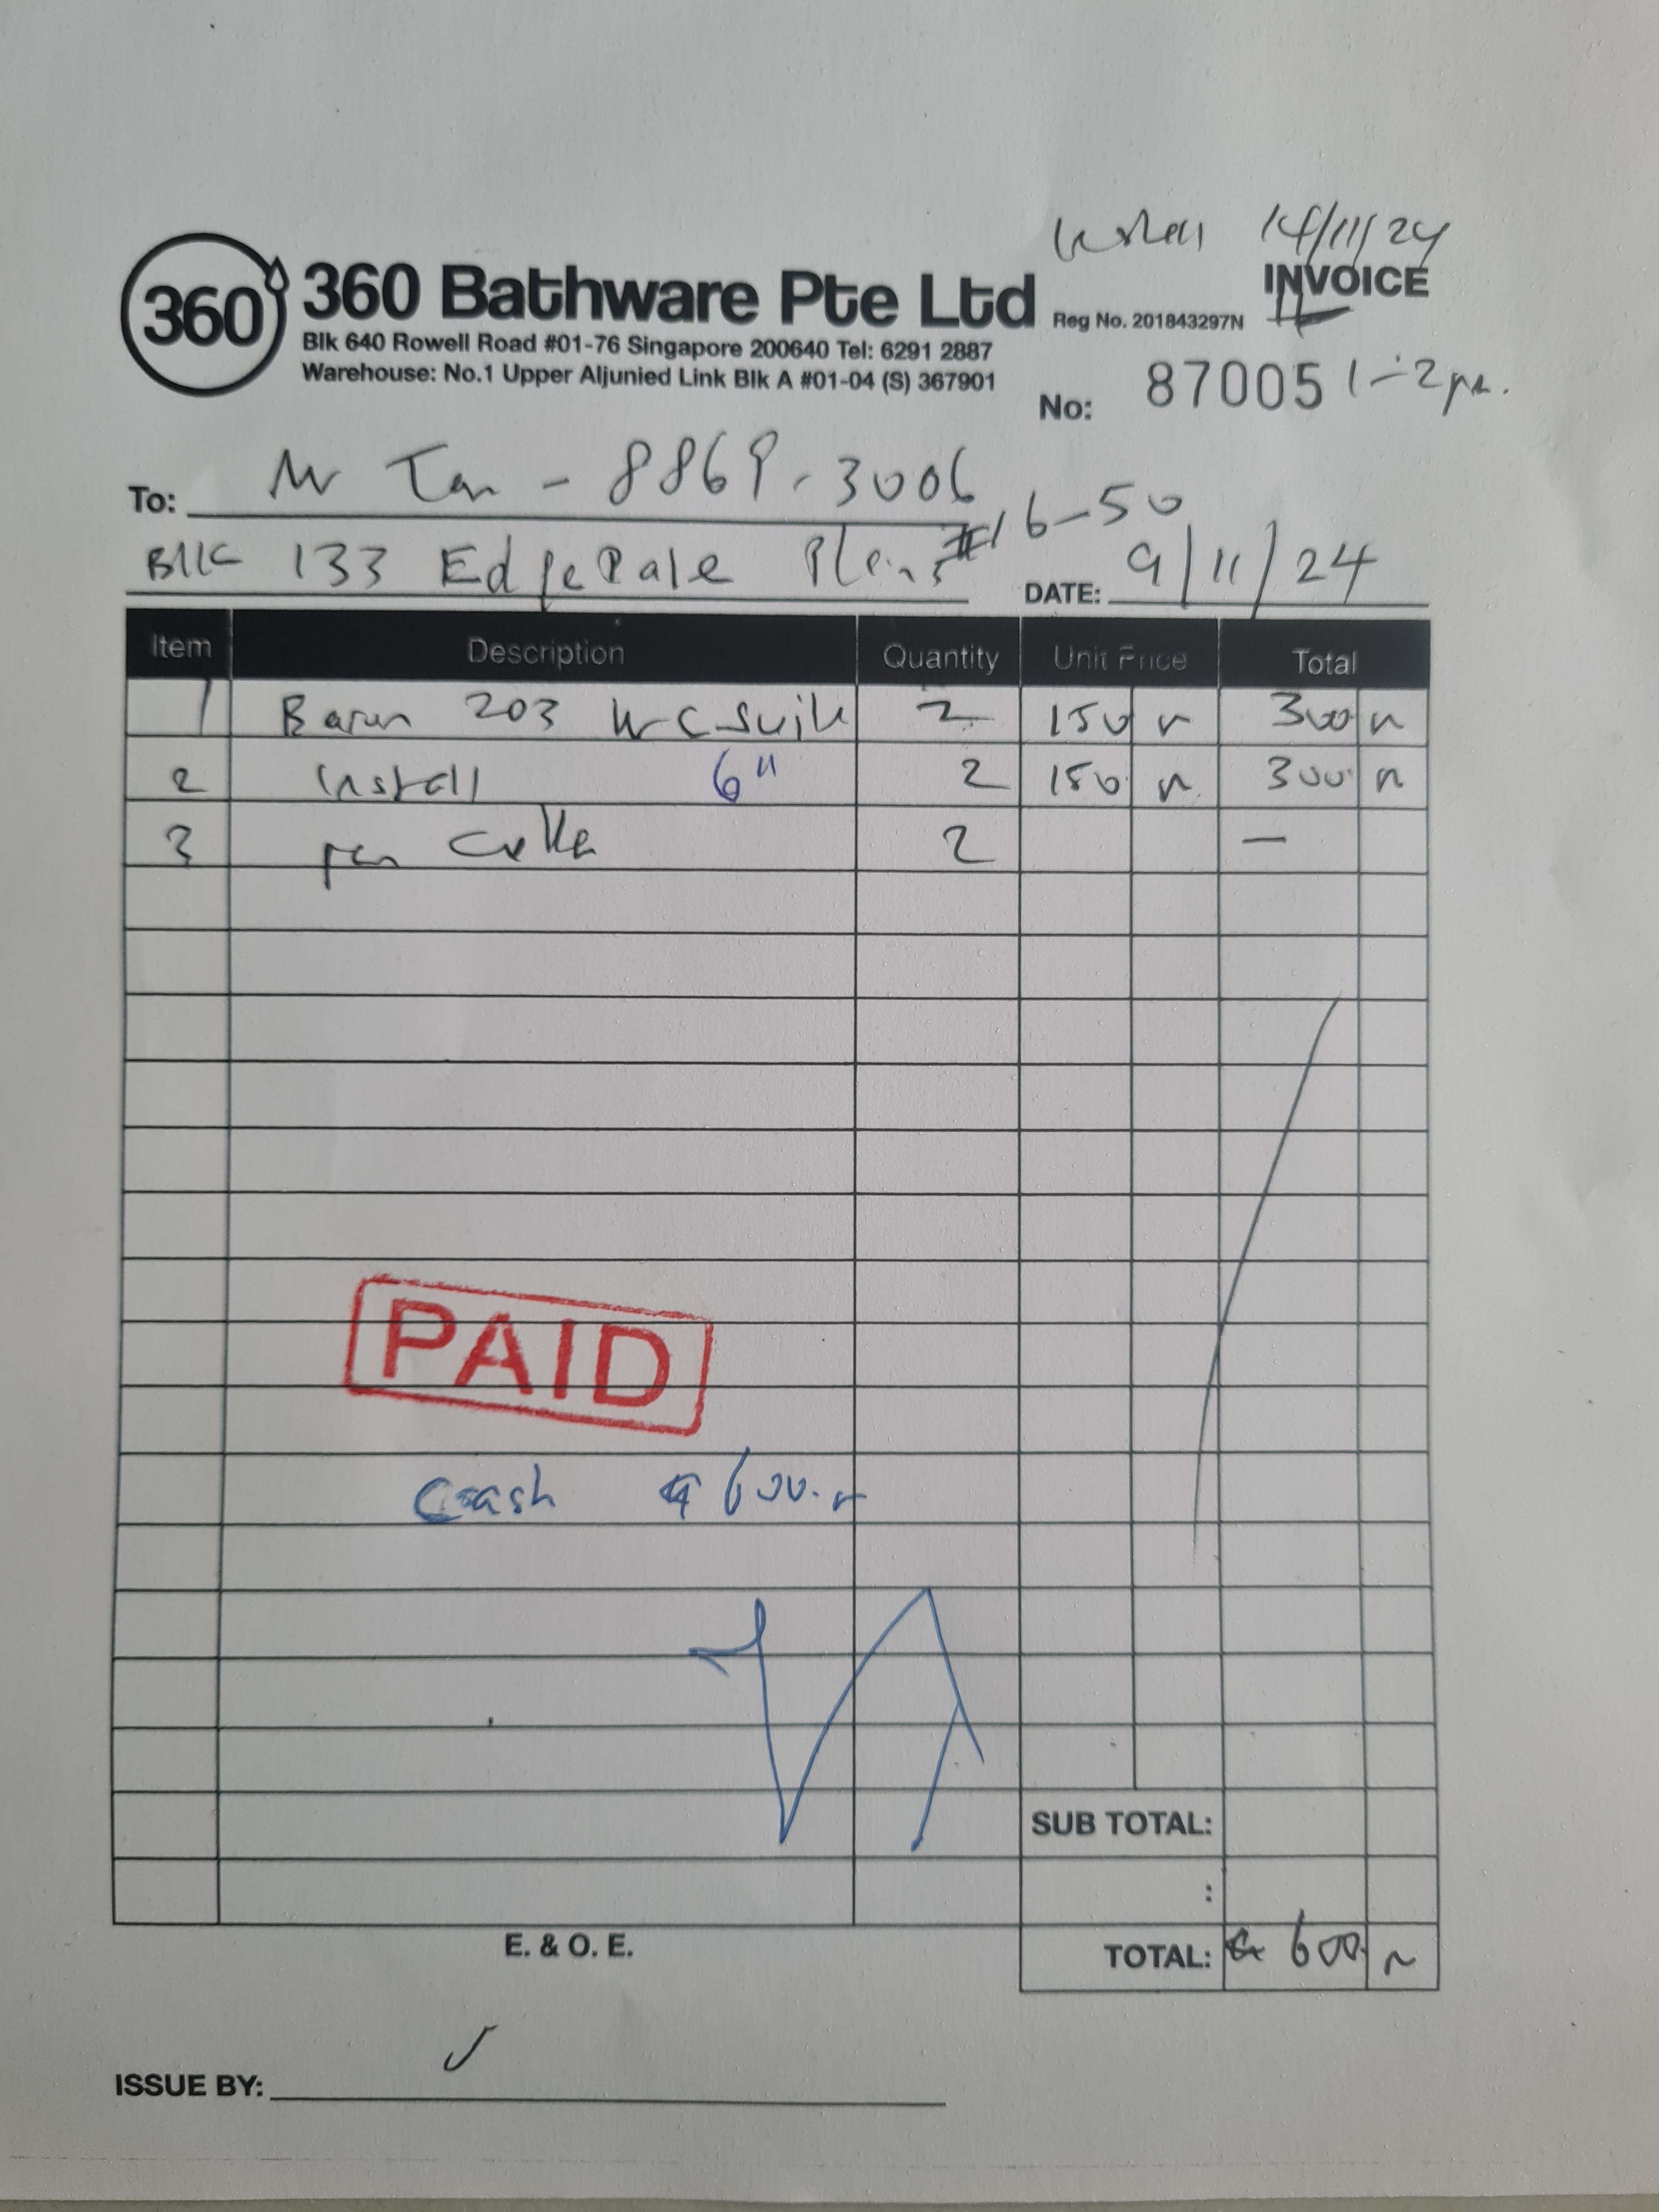 Install 14/11/24
360 360 Bathware Pte Ltd Reg No. 201843297N INVOICE
Blk 640 Rowell Road #01-76 Singapore 200640 Tel: 6291 2887
Warehouse: No.1 Upper Aljunied Link Blk A #01-04 (S) 367901
No: 87005 1-2pm.
To: Mr Tan - 8869-3006
Blk 133 Edgedale Plains #16-50
DATE: 9/11/24
Item Description Quantity Unit Price Total
1 Baron 203 WC Suite 2 150 300
2 Install 6" 2 150 300
3 2 —
PAID
Cash $600.
SUB TOTAL:
:
E. & O. E. TOTAL: $ 600.
ISSUE BY: